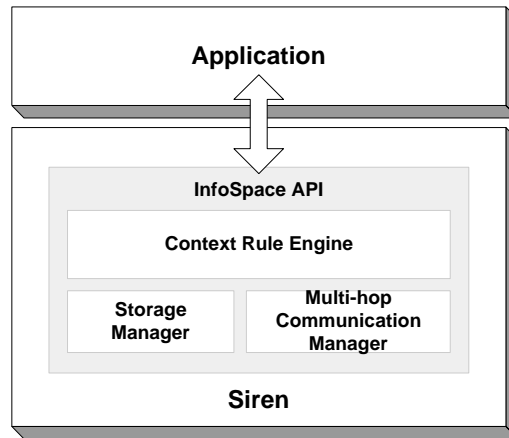 Application
InfoSpace API
Context Rule Engine
Storage
Manager
Multi-hop
Communication
Manager
Siren